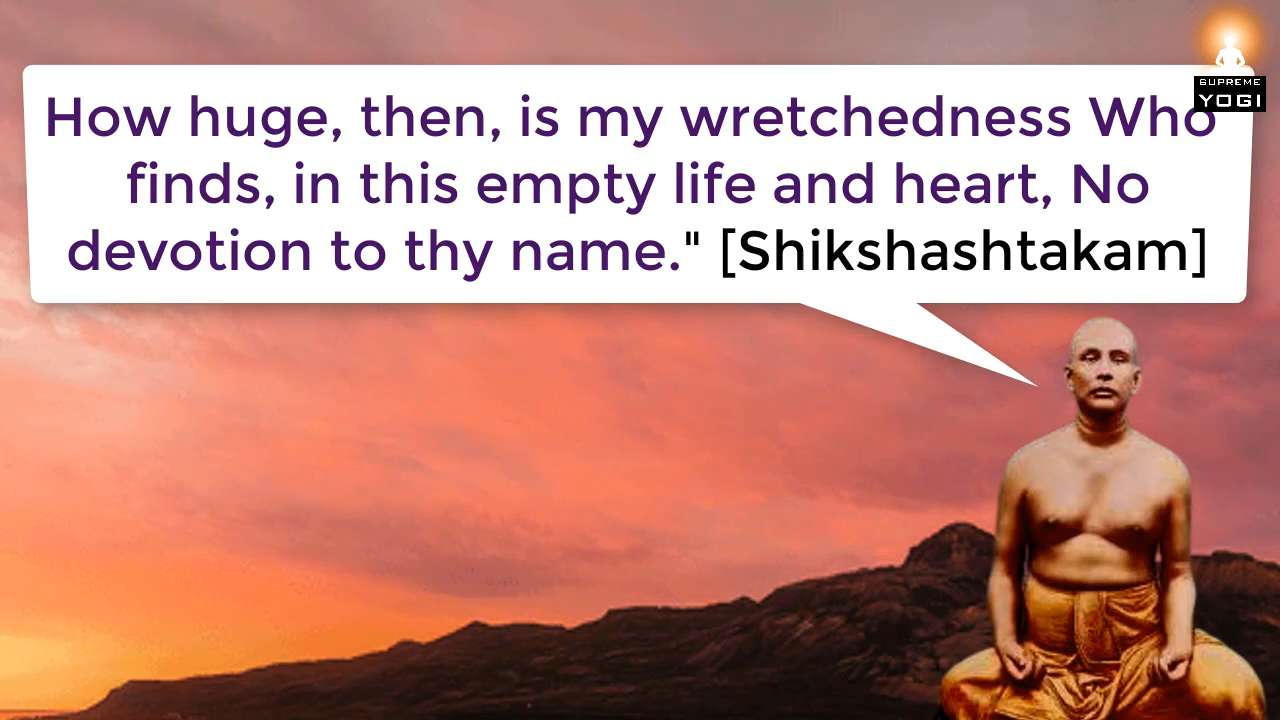 SUPREME
YOGI
How huge, then, is my wretchedness Who
finds, in this empty life and heart, No
devotion to thy name." [Shikshashtakam]